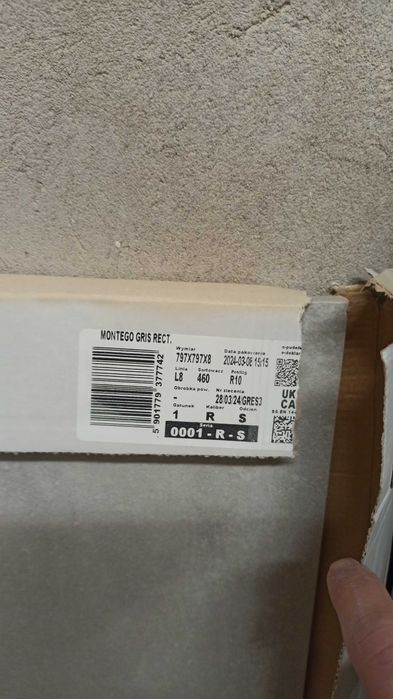 MONTEGO GRIS RECT.
Wymiar Data pakowania
797X797X8 2024-03-08 15:15
Linia Sortowacz Poślizg
L8 460 R10
Obróbka pow. Nr zlecenia
- 28/03/24/GRES3
Gatunek Kaliber Odcień
1 R S
Seria
0001-R-S
5 901779 377742
UK
CA